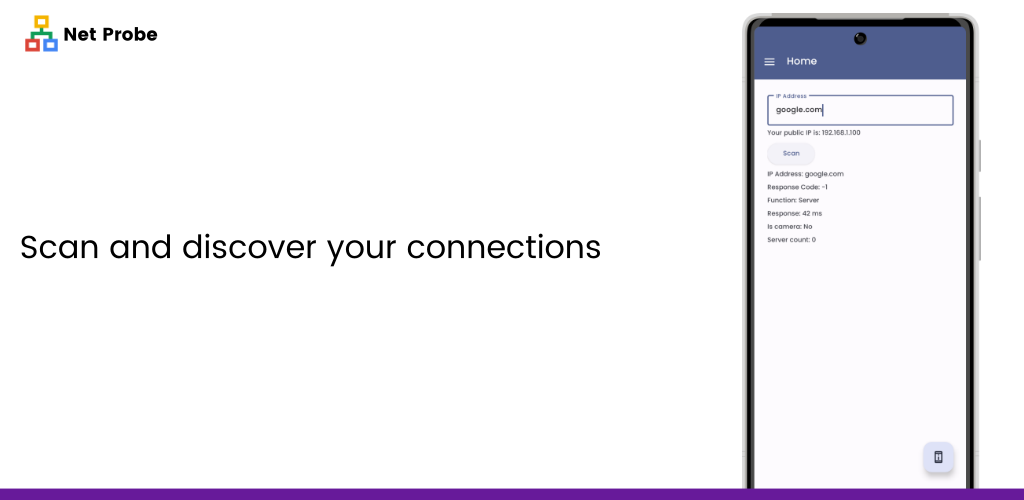 Net Probe
Scan and discover your connections
Home
IP Address
google.com
Your public IP is: 192.168.1.100
Scan
IP Address: google.com
Response Code: -1
Function: Server
Response: 42 ms
Is camera: No
Server count: 0